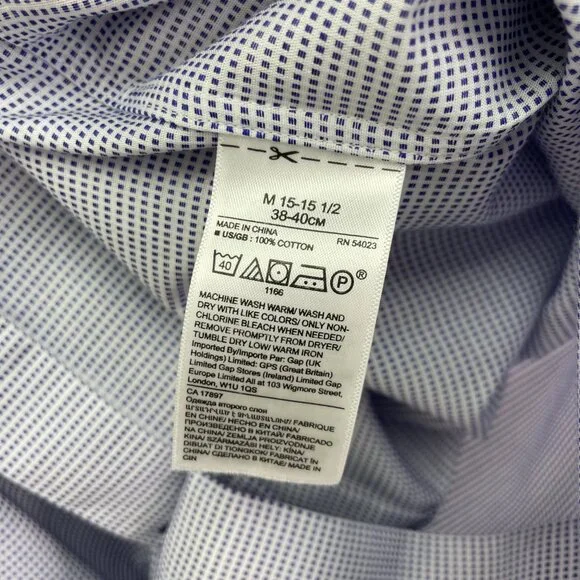 M 15-15 1/2
38-40CM
MADE IN CHINA RN 54023
■ US/GB : 100% COTTON
40 P ®
1166
MACHINE WASH WARM/ WASH AND
DRY WITH LIKE COLORS/ ONLY NON-
CHLORINE BLEACH WHEN NEEDED/
REMOVE PROMPTLY FROM DRYER/
TUMBLE DRY LOW/ WARM IRON
Imported By/Importe Par: Gap (UK
Holdings) Limited: GPS (Great Britain)
Limited Gap Stores (Ireland) Limited Gap
Europe Limited All at 103 Wigmore Street,
London, W1U 1QS
CA 17897
Одежда второго слоя
FABRIQUE
EN CHINE/ HECHO EN CHINA/
ПРОИЗВЕДЕНО В КИТАЙ/ FABRICADO
NA CHINA/ ZEMLJA PROIZVODNJE
KINA/ SZÁRMAZÁSI HELY: KÍNA/
DIBUAT DI TIONGKOK/ FABRICAT ÎN
CHINA/ СДЕЛАНО В КИТАЕ/ MADE IN
CIN